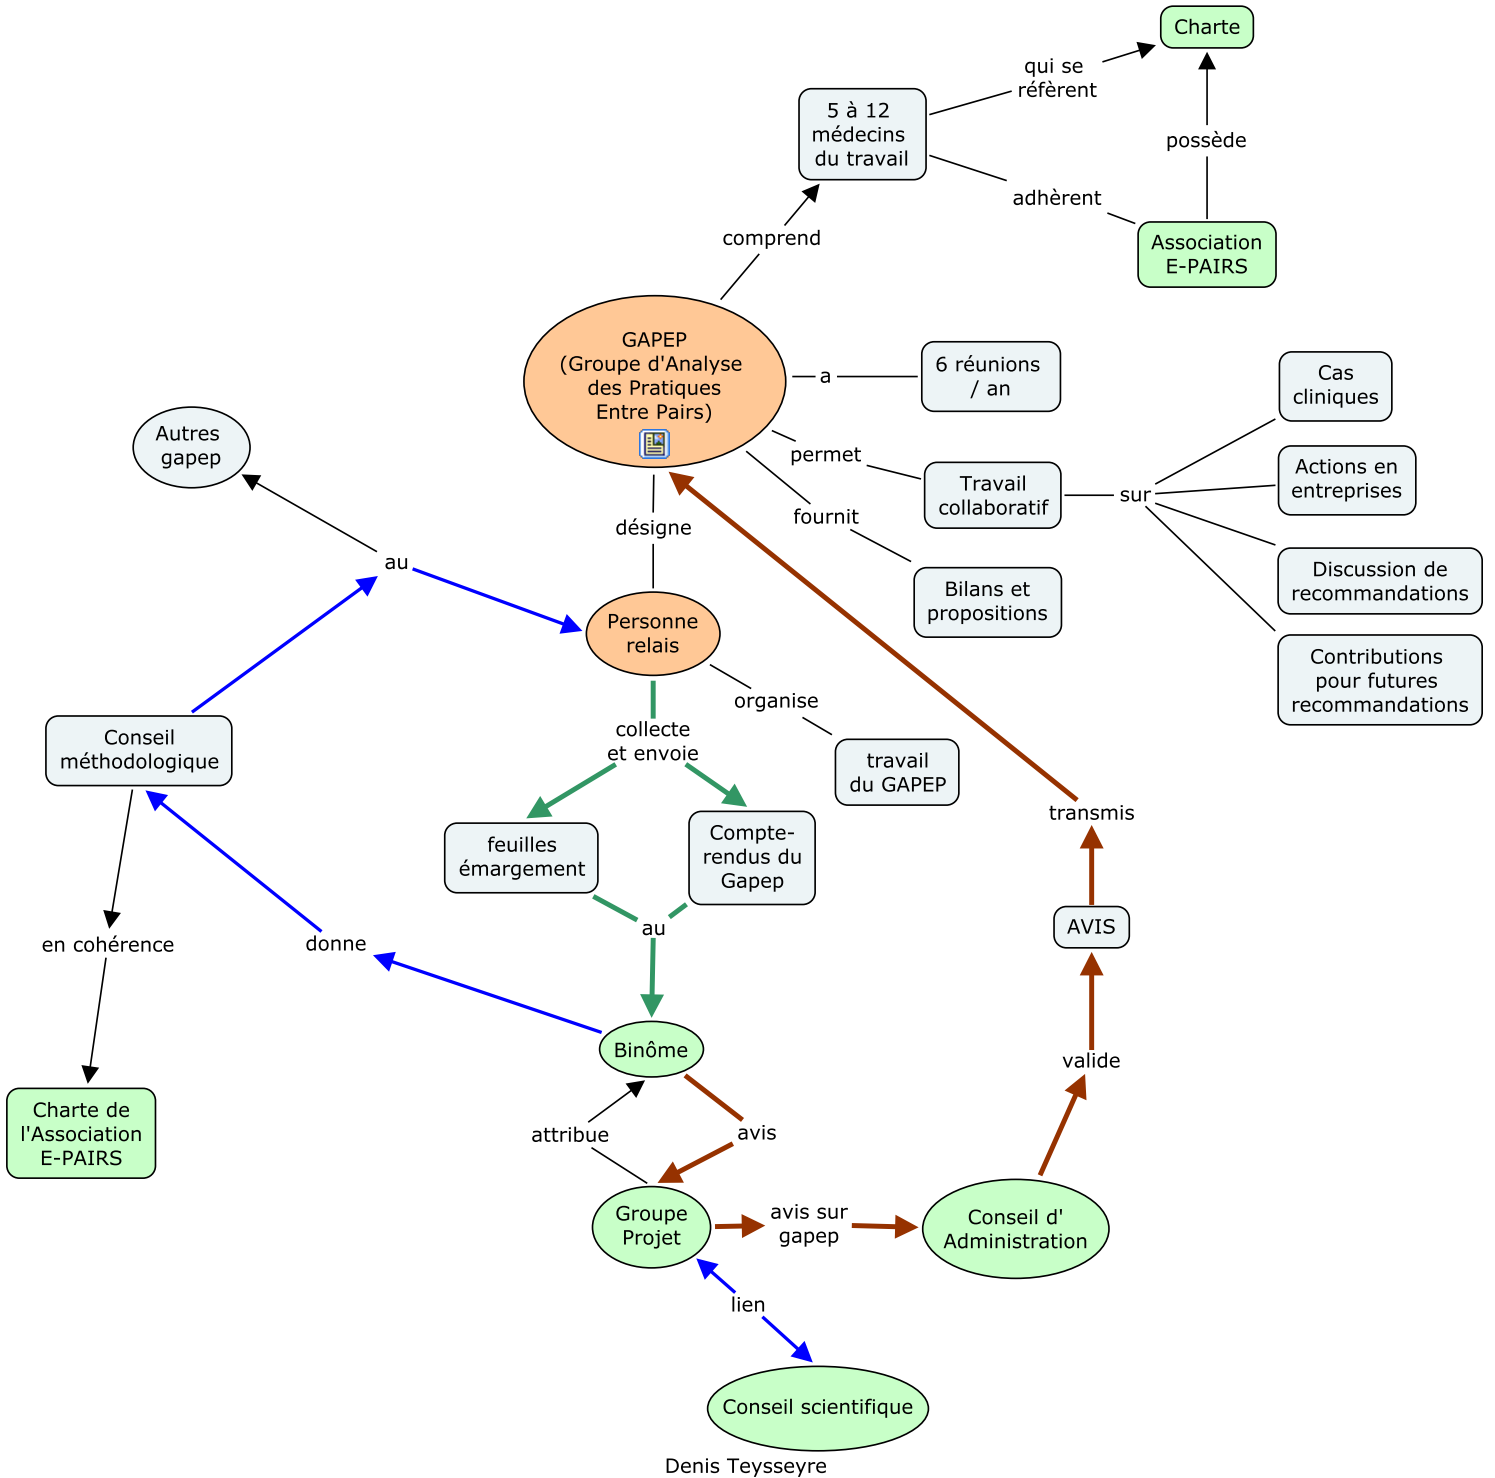 Charte
qui se
réfèrent
5 à 12
médecins
du travail
possède
adhèrent
Association
E-PAIRS
comprend
GAPEP
(Groupe d'Analyse
des Pratiques
Entre Pairs)
a
6 réunions
/ an
Cas
cliniques
permet
Travail
collaboratif
sur
Actions en
entreprises
Autres
gapep
fournit
désigne
Discussion de
recommandations
au
Bilans et
propositions
Personne
relais
Contributions
pour futures
recommandations
organise
Conseil
méthodologique
collecte
et envoie
travail
du GAPEP
transmis
feuilles
émargement
Compte-
rendus du
Gapep
au
AVIS
en cohérence
donne
Binôme
valide
Charte de
l'Association
E-PAIRS
attribue
avis
Groupe
Projet
avis sur
gapep
Conseil d'
Administration
lien
Conseil scientifique
Denis Teysseyre